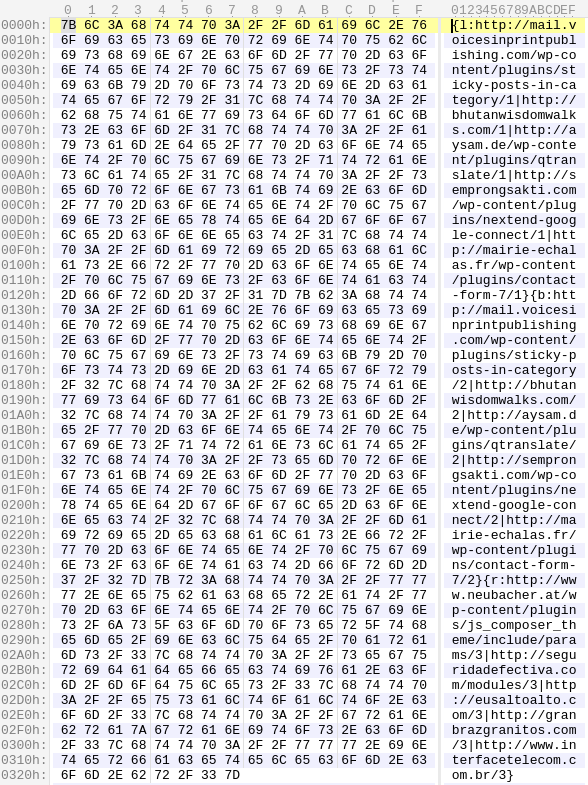 0 1 2 3 4 5 6 7 8 9 A B C D E F 0123456789ABCDEF
0000h: 7B 6C 3A 68 74 74 70 3A 2F 2F 6D 61 69 6C 2E 76 {l:http://mail.v
0010h: 6F 69 63 65 73 69 6E 70 72 69 6E 74 70 75 62 6C oicesinprintpubl
0020h: 69 73 68 69 6E 67 2E 63 6F 6D 2F 77 70 2D 63 6F ishing.com/wp-co
0030h: 6E 74 65 6E 74 2F 70 6C 75 67 69 6E 73 2F 73 74 ntent/plugins/st
0040h: 69 63 6B 79 2D 70 6F 73 74 73 2D 69 6E 2D 63 61 icky-posts-in-ca
0050h: 74 65 67 6F 72 79 2F 31 7C 68 74 74 70 3A 2F 2F tegory/1|http://
0060h: 62 68 75 74 61 6E 77 69 73 64 6F 6D 77 61 6C 6B bhutanwisdomwalk
0070h: 73 2E 63 6F 6D 2F 31 7C 68 74 74 70 3A 2F 2F 61 s.com/1|http://a
0080h: 79 73 61 6D 2E 64 65 2F 77 70 2D 63 6F 6E 74 65 ysam.de/wp-conte
0090h: 6E 74 2F 70 6C 75 67 69 6E 73 2F 71 74 72 61 6E nt/plugins/qtran
00A0h: 73 6C 61 74 65 2F 31 7C 68 74 74 70 3A 2F 2F 73 slate/1|http://s
00B0h: 65 6D 70 72 6F 6E 67 73 61 6B 74 69 2E 63 6F 6D emprongsakti.com
00C0h: 2F 77 70 2D 63 6F 6E 74 65 6E 74 2F 70 6C 75 67 /wp-content/plug
00D0h: 69 6E 73 2F 6E 65 78 74 65 6E 64 2D 67 6F 6F 67 ins/nextend-goog
00E0h: 6C 65 2D 63 6F 6E 6E 65 63 74 2F 31 7C 68 74 74 le-connect/1|htt
00F0h: 70 3A 2F 2F 6D 61 69 72 69 65 2D 65 63 68 61 6C p://mairie-echal
0100h: 61 73 2E 66 72 2F 77 70 2D 63 6F 6E 74 65 6E 74 as.fr/wp-content
0110h: 2F 70 6C 75 67 69 6E 73 2F 63 6F 6E 74 61 63 74 /plugins/contact
0120h: 2D 66 6F 72 6D 2D 37 2F 31 7D 7B 62 3A 68 74 74 -form-7/1}{b:htt
0130h: 70 3A 2F 2F 6D 61 69 6C 2E 76 6F 69 63 65 73 69 p://mail.voicesi
0140h: 6E 70 72 69 6E 74 70 75 62 6C 69 73 68 69 6E 67 nprintpublishing
0150h: 2E 63 6F 6D 2F 77 70 2D 63 6F 6E 74 65 6E 74 2F .com/wp-content/
0160h: 70 6C 75 67 69 6E 73 2F 73 74 69 63 6B 79 2D 70 plugins/sticky-p
0170h: 6F 73 74 73 2D 69 6E 2D 63 61 74 65 67 6F 72 79 osts-in-category
0180h: 2F 32 7C 68 74 74 70 3A 2F 2F 62 68 75 74 61 6E /2|http://bhutan
0190h: 77 69 73 64 6F 6D 77 61 6C 6B 73 2E 63 6F 6D 2F wisdomwalks.com/
01A0h: 32 7C 68 74 74 70 3A 2F 2F 61 79 73 61 6D 2E 64 2|http://aysam.d
01B0h: 65 2F 77 70 2D 63 6F 6E 74 65 6E 74 2F 70 6C 75 e/wp-content/plu
01C0h: 67 69 6E 73 2F 71 74 72 61 6E 73 6C 61 74 65 2F gins/qtranslate/
01D0h: 32 7C 68 74 74 70 3A 2F 2F 73 65 6D 70 72 6F 6E 2|http://sempron
01E0h: 67 73 61 6B 74 69 2E 63 6F 6D 2F 77 70 2D 63 6F gsakti.com/wp-co
01F0h: 6E 74 65 6E 74 2F 70 6C 75 67 69 6E 73 2F 6E 65 ntent/plugins/ne
0200h: 78 74 65 6E 64 2D 67 6F 6F 67 6C 65 2D 63 6F 6E xtend-google-con
0210h: 6E 65 63 74 2F 32 7C 68 74 74 70 3A 2F 2F 6D 61 nect/2|http://ma
0220h: 69 72 69 65 2D 65 63 68 61 6C 61 73 2E 66 72 2F irie-echalas.fr/
0230h: 77 70 2D 63 6F 6E 74 65 6E 74 2F 70 6C 75 67 69 wp-content/plugi
0240h: 6E 73 2F 63 6F 6E 74 61 63 74 2D 66 6F 72 6D 2D ns/contact-form-
0250h: 37 2F 32 7D 7B 72 3A 68 74 74 70 3A 2F 2F 77 77 7/2}{r:http://ww
0260h: 77 2E 6E 65 75 62 61 63 68 65 72 2E 61 74 2F 77 w.neubacher.at/w
0270h: 70 2D 63 6F 6E 74 65 6E 74 2F 70 6C 75 67 69 6E p-content/plugin
0280h: 73 2F 6A 73 5F 63 6F 6D 70 6F 73 65 72 5F 74 68 s/js_composer_th
0290h: 65 6D 65 2F 69 6E 63 6C 75 64 65 2F 70 61 72 61 eme/include/para
02A0h: 6D 73 2F 33 7C 68 74 74 70 3A 2F 2F 73 65 67 75 ms/3|http://segu
02B0h: 72 69 64 61 64 65 66 65 63 74 69 76 61 2E 63 6F ridadefectiva.co
02C0h: 6D 2F 6D 6F 64 75 6C 65 73 2F 33 7C 68 74 74 70 m/modules/3|http
02D0h: 3A 2F 2F 65 75 73 61 6C 74 6F 61 6C 74 6F 2E 63 ://eusaltoalto.c
02E0h: 6F 6D 2F 33 7C 68 74 74 70 3A 2F 2F 67 72 61 6E om/3|http://gran
02F0h: 62 72 61 7A 67 72 61 6E 69 74 6F 73 2E 63 6F 6D brazgranitos.com
0300h: 2F 33 7C 68 74 74 70 3A 2F 2F 77 77 77 2E 69 6E /3|http://www.in
0310h: 74 65 72 66 61 63 65 74 65 6C 65 63 6F 6D 2E 63 terfacetelecom.c
0320h: 6F 6D 2E 62 72 2F 33 7D om.br/3}